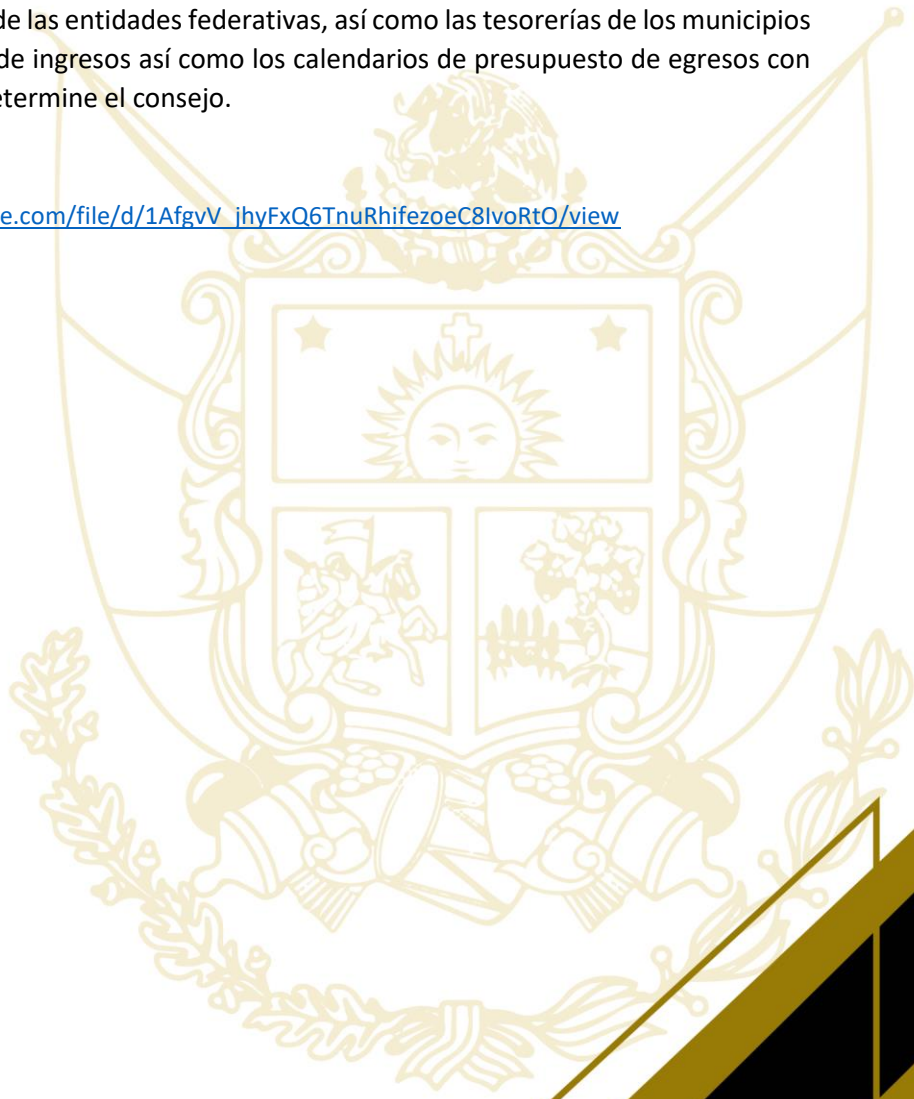 de las entidades federativas, así como las tesorerías de los municipios
de ingresos así como los calendarios de presupuesto de egresos con
etermine el consejo.
e.com/file/d/1AfgvV_jhyFxQ6TnuRhifezoeC8IvoRtO/view